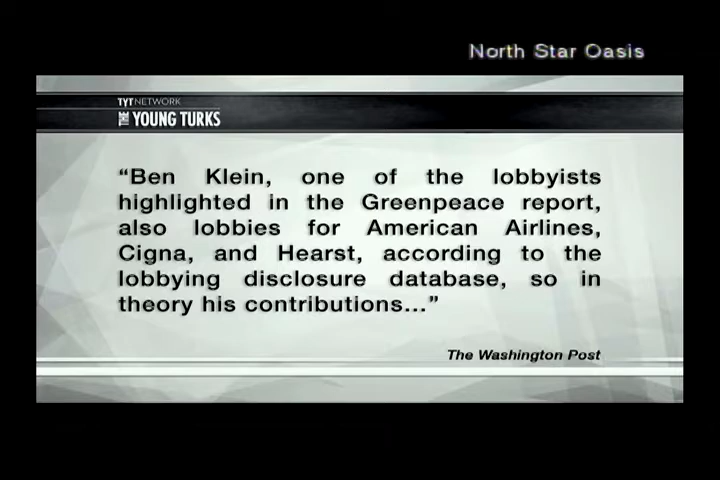 North Star Oasis
TYT NETWORK
THE YOUNG TURKS
“Ben Klein, one of the lobbyists
highlighted in the Greenpeace report,
also lobbies for American Airlines,
Cigna, and Hearst, according to the
lobbying disclosure database, so in
theory his contributions...”
The Washington Post